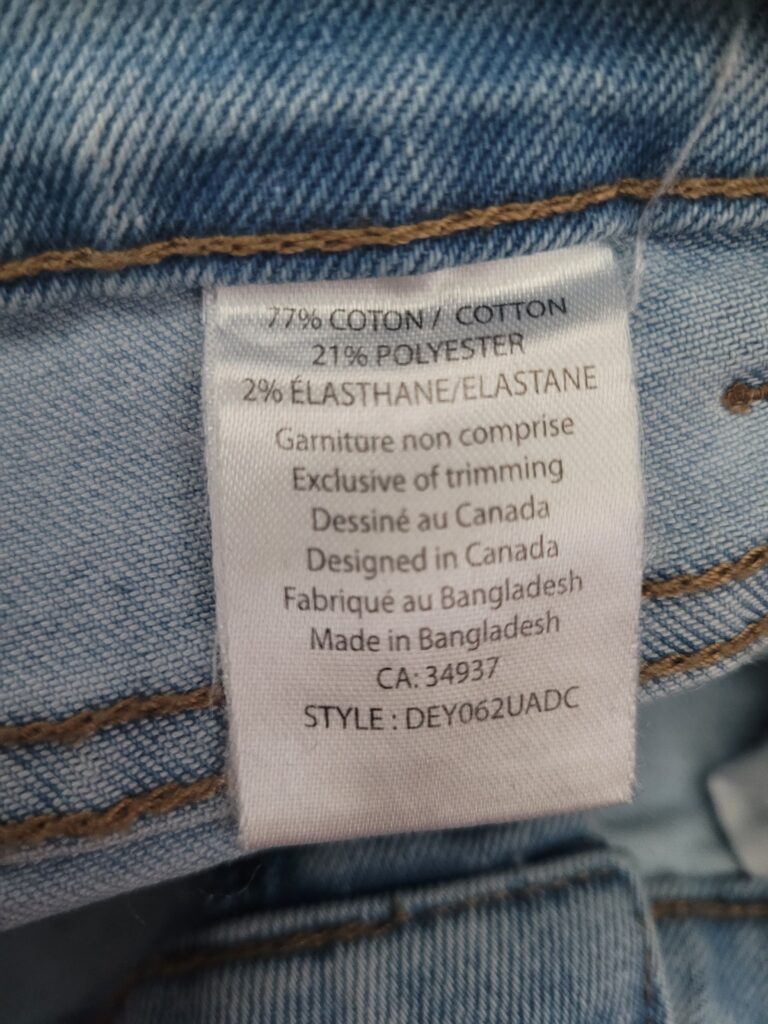 77% COTON / COTTON
21% POLYESTER
2% ÉLASTHANE/ELASTANE
Garniture non comprise
Exclusive of trimming
Dessiné au Canada
Designed in Canada
Fabriqué au Bangladesh
Made in Bangladesh
CA: 34937
STYLE : DEY062UADC